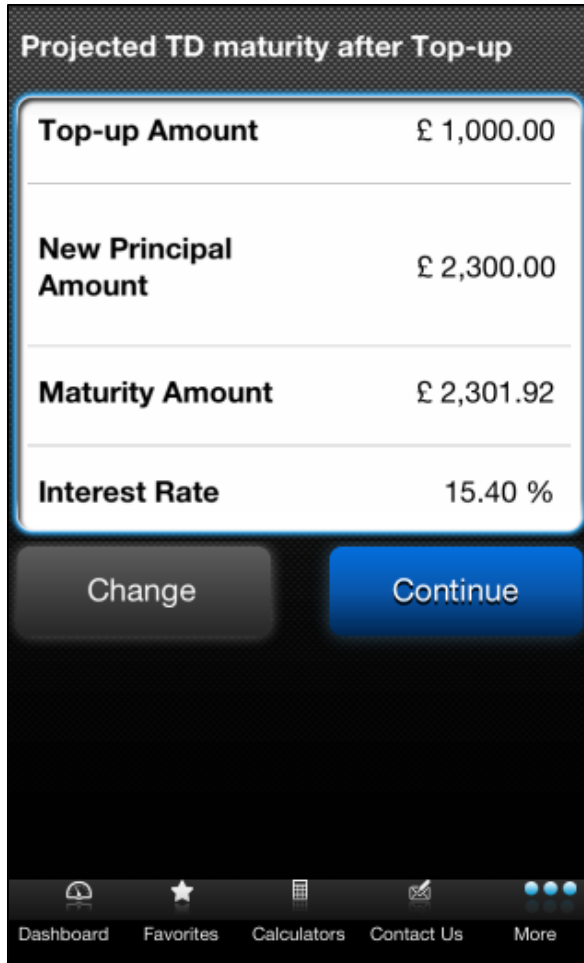 Projected TD maturity after Top-up
Top-up Amount £ 1,000.00
New Principal
Amount £ 2,300.00
Maturity Amount £ 2,301.92
Interest Rate 15.40 %
Change Continue
Dashboard Favorites Calculators Contact Us More